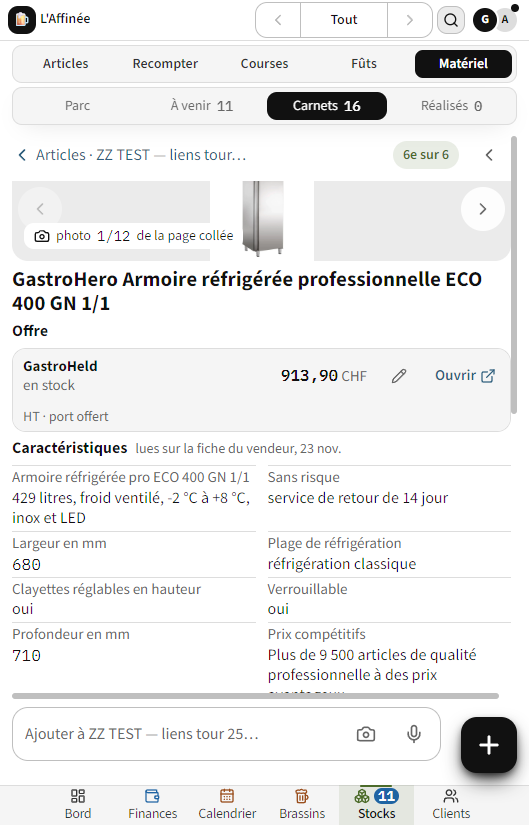 L'Affinée
Tout
G
A
Articles
Recompter
Courses
Fûts
Matériel
Parc
À venir 11
Carnets 16
Réalisés 0
Articles · ZZ TEST — liens tour…
6e sur 6
photo 1/12 de la page collée
GastroHero Armoire réfrigérée professionnelle ECO
400 GN 1/1
Offre
GastroHeld
en stock
913,90 CHF
Ouvrir
HT · port offert
Caractéristiques lues sur la fiche du vendeur, 23 nov.
Armoire réfrigérée pro ECO 400 GN 1/1
429 litres, froid ventilé, -2 °C à +8 °C,
inox et LED
Sans risque
service de retour de 14 jour
Largeur en mm
680
Plage de réfrigération
réfrigération classique
Clayettes réglables en hauteur
oui
Verrouillable
oui
Profondeur en mm
710
Prix compétitifs
Plus de 9 500 articles de qualité
professionnelle à des prix
Ajouter à ZZ TEST — liens tour 25…
Bord
Finances
Calendrier
Brassins
11
Stocks
Clients